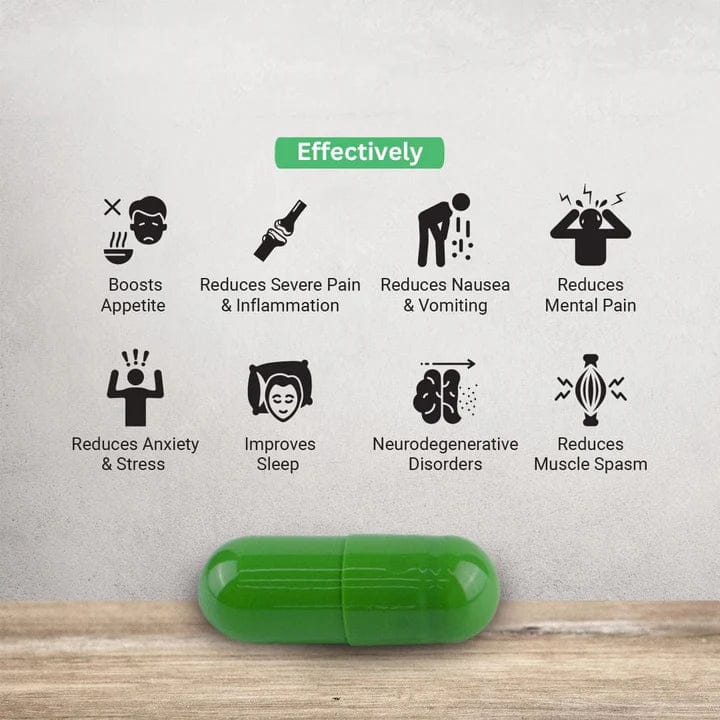 Effectively
Boosts
Appetite
Reduces Severe Pain
& Inflammation
Reduces Nausea
& Vomiting
Reduces
Mental Pain
Reduces Anxiety
& Stress
Improves
Sleep
Neurodegenerative
Disorders
Reduces
Muscle Spasm